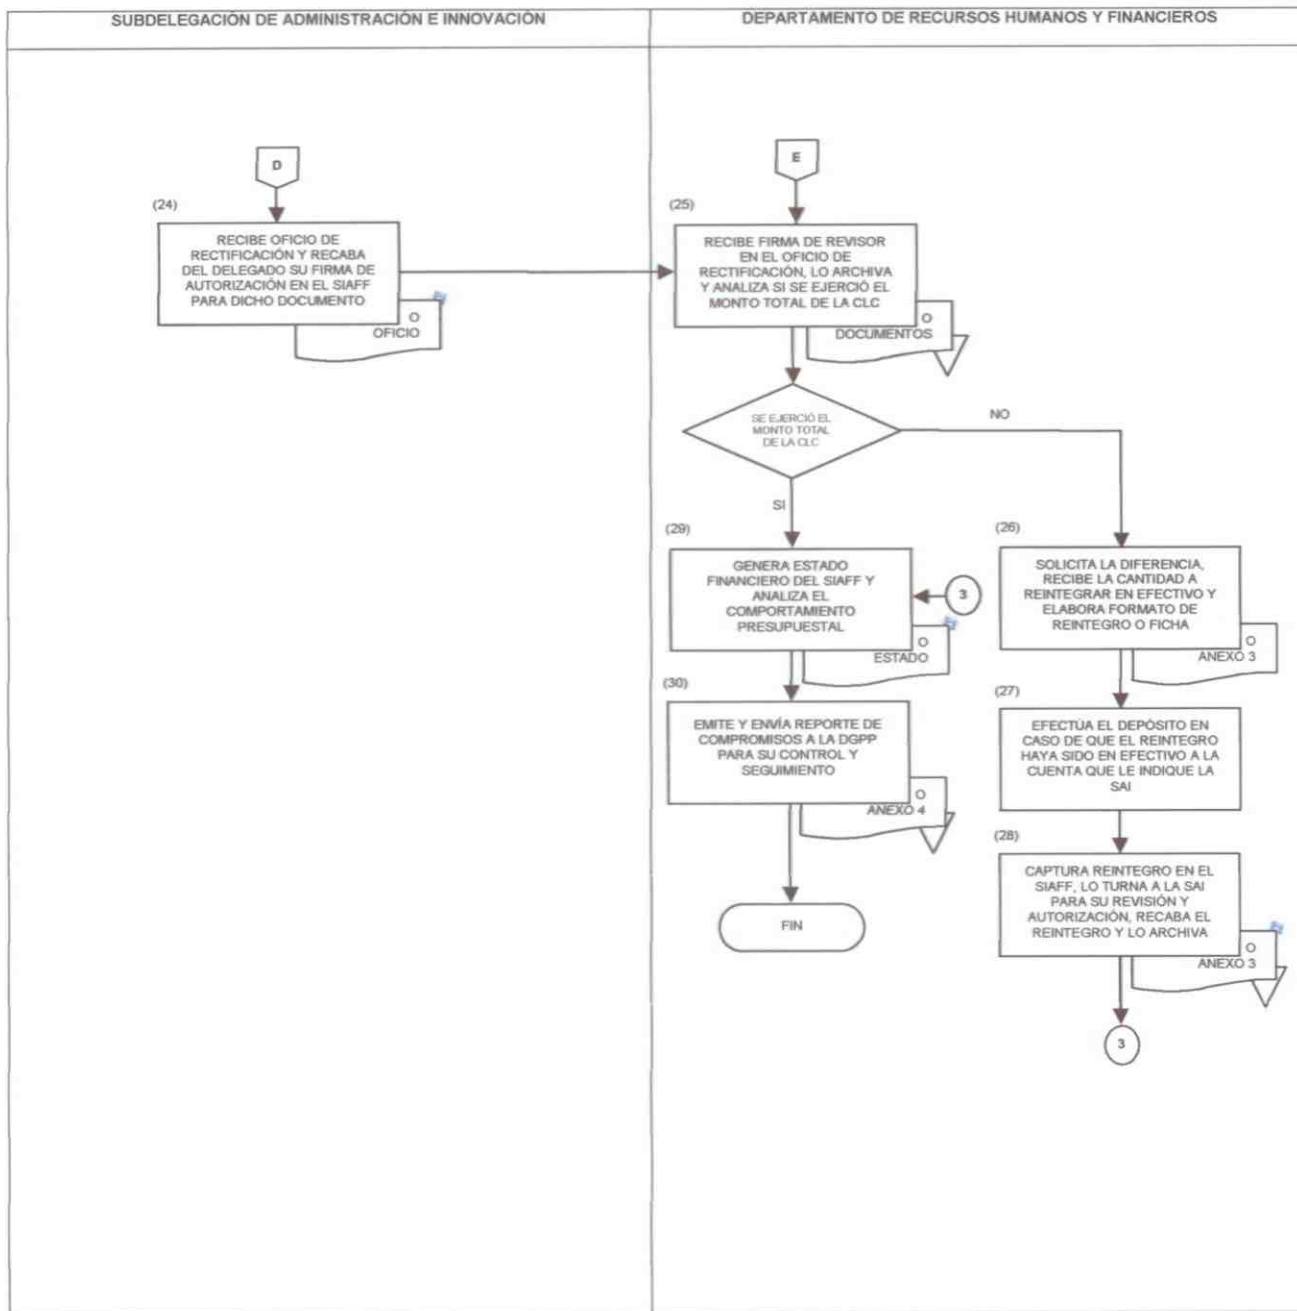 SUBDELEGACIÓN DE ADMINISTRACIÓN E INNOVACIÓN
DEPARTAMENTO DE RECURSOS HUMANOS Y FINANCIEROS
D
(24)
RECIBE OFICIO DE
RECTIFICACIÓN Y RECABA
DEL DELEGADO SU FIRMA DE
AUTORIZACIÓN EN EL SIAFF
PARA DICHO DOCUMENTO
O
OFICIO
E
(25)
RECIBE FIRMA DE REVISOR
EN EL OFICIO DE
RECTIFICACIÓN, LO ARCHIVA
Y ANALIZA SI SE EJERCIÓ EL
MONTO TOTAL DE LA CLC
O
DOCUMENTOS
SE EJERCIÓ EL
MONTO TOTAL
DE LA CLC
NO
SI
(29)
GENERA ESTADO
FINANCIERO DEL SIAFF Y
ANALIZA EL
COMPORTAMIENTO
PRESUPUESTAL
3
O
ESTADO
(30)
EMITE Y ENVÍA REPORTE DE
COMPROMISOS A LA DGPP
PARA SU CONTROL Y
SEGUIMIENTO
O
ANEXO 4
FIN
(26)
SOLICITA LA DIFERENCIA,
RECIBE LA CANTIDAD A
REINTEGRAR EN EFECTIVO Y
ELABORA FORMATO DE
REINTEGRO O FICHA
O
ANEXO 3
(27)
EFECTÚA EL DEPÓSITO EN
CASO DE QUE EL REINTEGRO
HAYA SIDO EN EFECTIVO A LA
CUENTA QUE LE INDIQUE LA
SAI
(28)
CAPTURA REINTEGRO EN EL
SIAFF, LO TURNA A LA SAI
PARA SU REVISIÓN Y
AUTORIZACIÓN, RECABA EL
REINTEGRO Y LO ARCHIVA
O
ANEXO 3
3